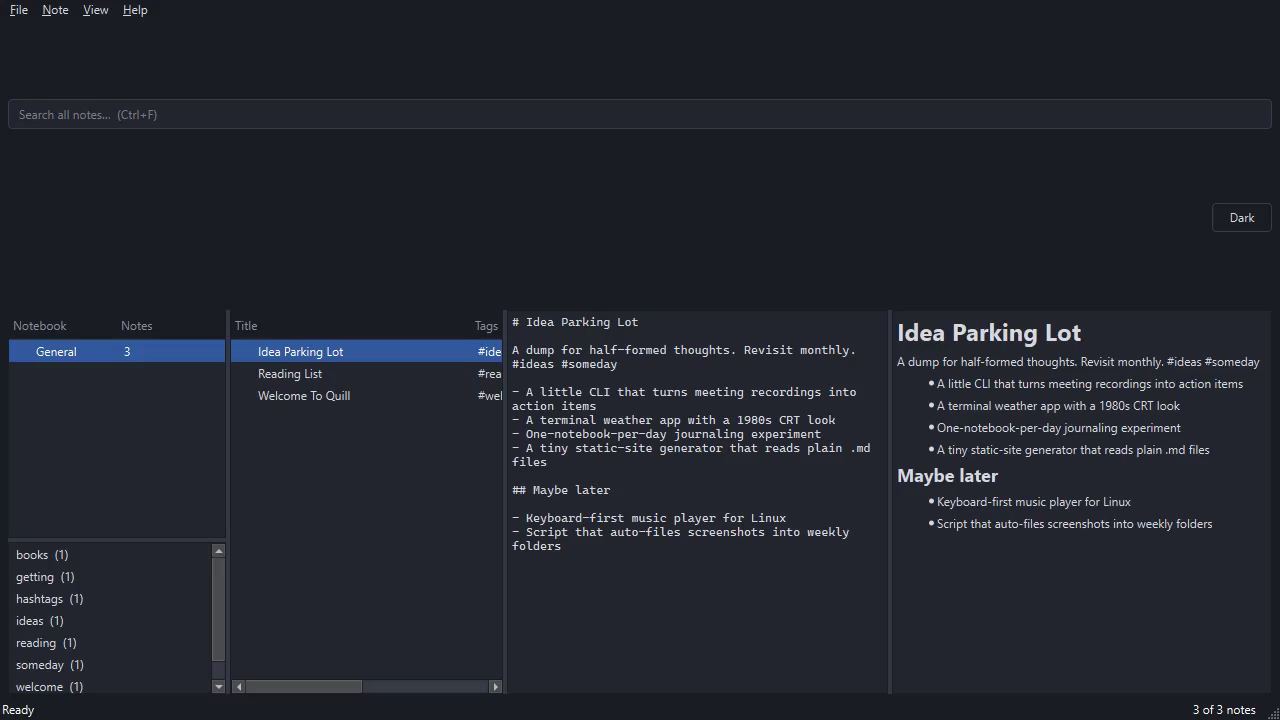 File Note View Help
Search all notes... (Ctrl+F)
Dark
Notebook Notes
General 3
books (1)
getting (1)
hashtags (1)
ideas (1)
reading (1)
someday (1)
welcome (1)
Title Tags
Idea Parking Lot #ide
Reading List #rea
Welcome To Quill #wel
# Idea Parking Lot
A dump for half-formed thoughts. Revisit monthly.
#ideas #someday
- A little CLI that turns meeting recordings into
action items
- A terminal weather app with a 1980s CRT look
- One-notebook-per-day journaling experiment
- A tiny static-site generator that reads plain .md
files
## Maybe later
- Keyboard-first music player for Linux
- Script that auto-files screenshots into weekly
folders
Idea Parking Lot
A dump for half-formed thoughts. Revisit monthly. #ideas #someday
• A little CLI that turns meeting recordings into action items
• A terminal weather app with a 1980s CRT look
• One-notebook-per-day journaling experiment
• A tiny static-site generator that reads plain .md files
Maybe later
• Keyboard-first music player for Linux
• Script that auto-files screenshots into weekly folders
Ready
3 of 3 notes